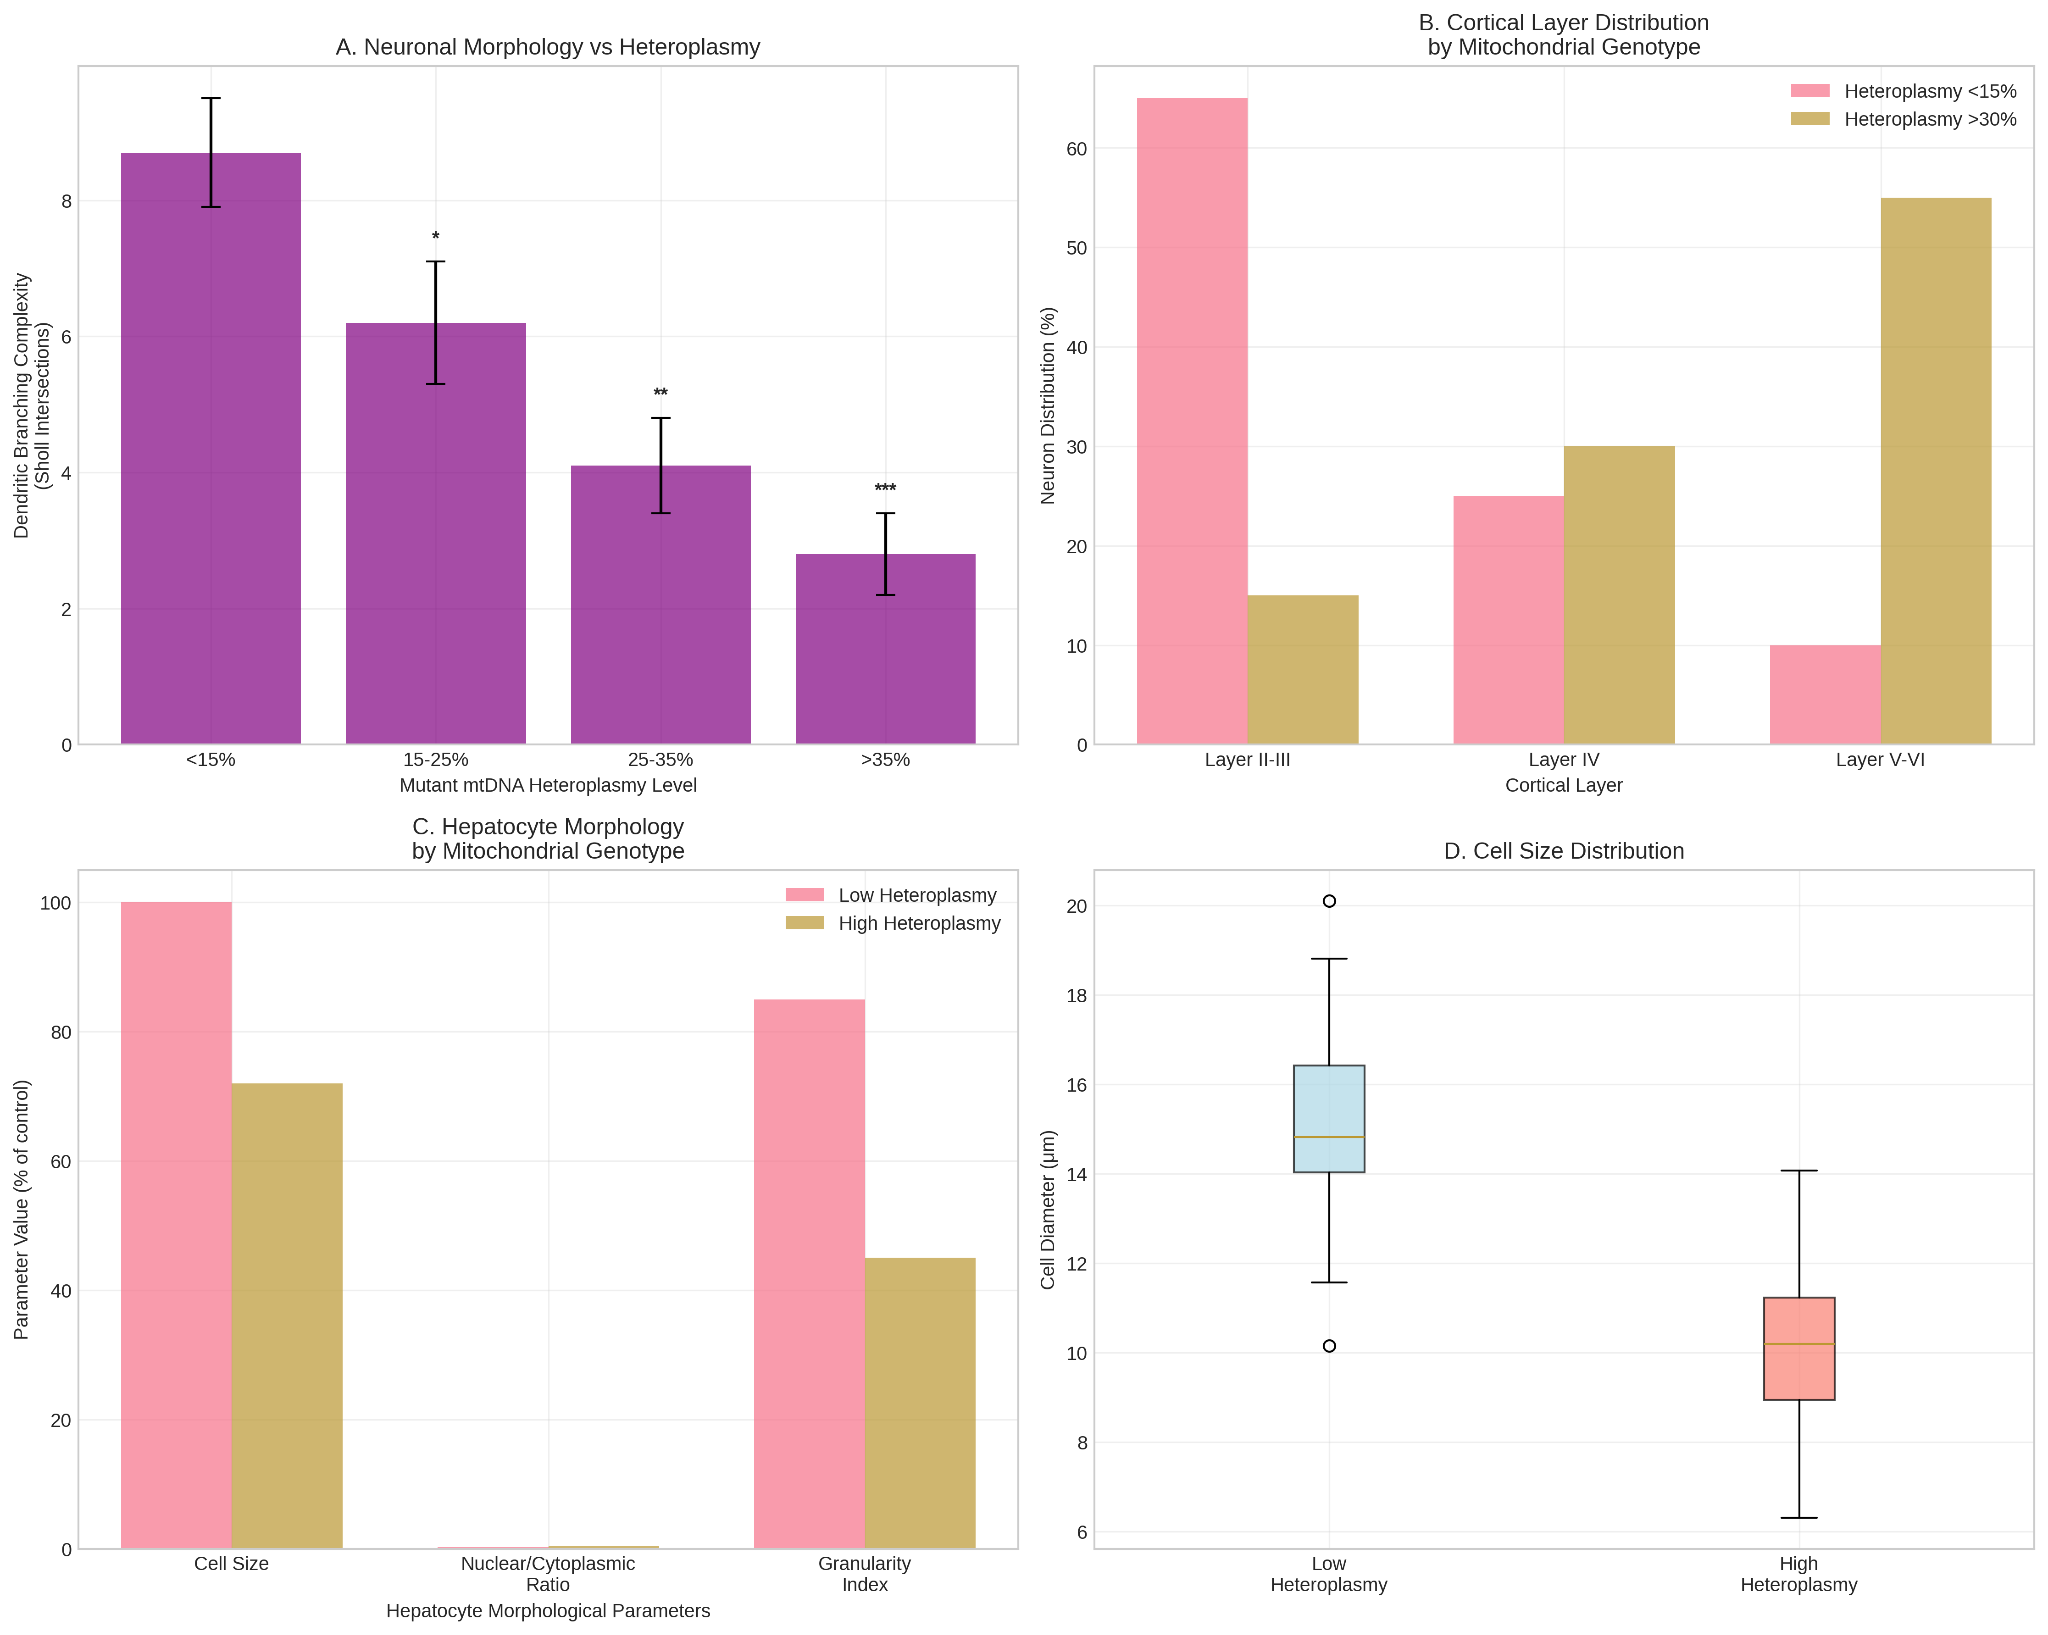 A. Neuronal Morphology vs Heteroplasmy
Dendritic Branching Complexity
(Sholl Intersections)
8
6
4
2
0
*
**
***
<15%
15-25%
25-35%
>35%
Mutant mtDNA Heteroplasmy Level
B. Cortical Layer Distribution
by Mitochondrial Genotype
Heteroplasmy <15%
Heteroplasmy >30%
Neuron Distribution (%)
60
50
40
30
20
10
0
Layer II-III
Layer IV
Layer V-VI
Cortical Layer
C. Hepatocyte Morphology
by Mitochondrial Genotype
Low Heteroplasmy
High Heteroplasmy
Parameter Value (% of control)
100
80
60
40
20
0
Cell Size
Nuclear/Cytoplasmic
Ratio
Granularity
Index
Hepatocyte Morphological Parameters
D. Cell Size Distribution
Cell Diameter (μm)
20
18
16
14
12
10
8
6
Low
Heteroplasmy
High
Heteroplasmy